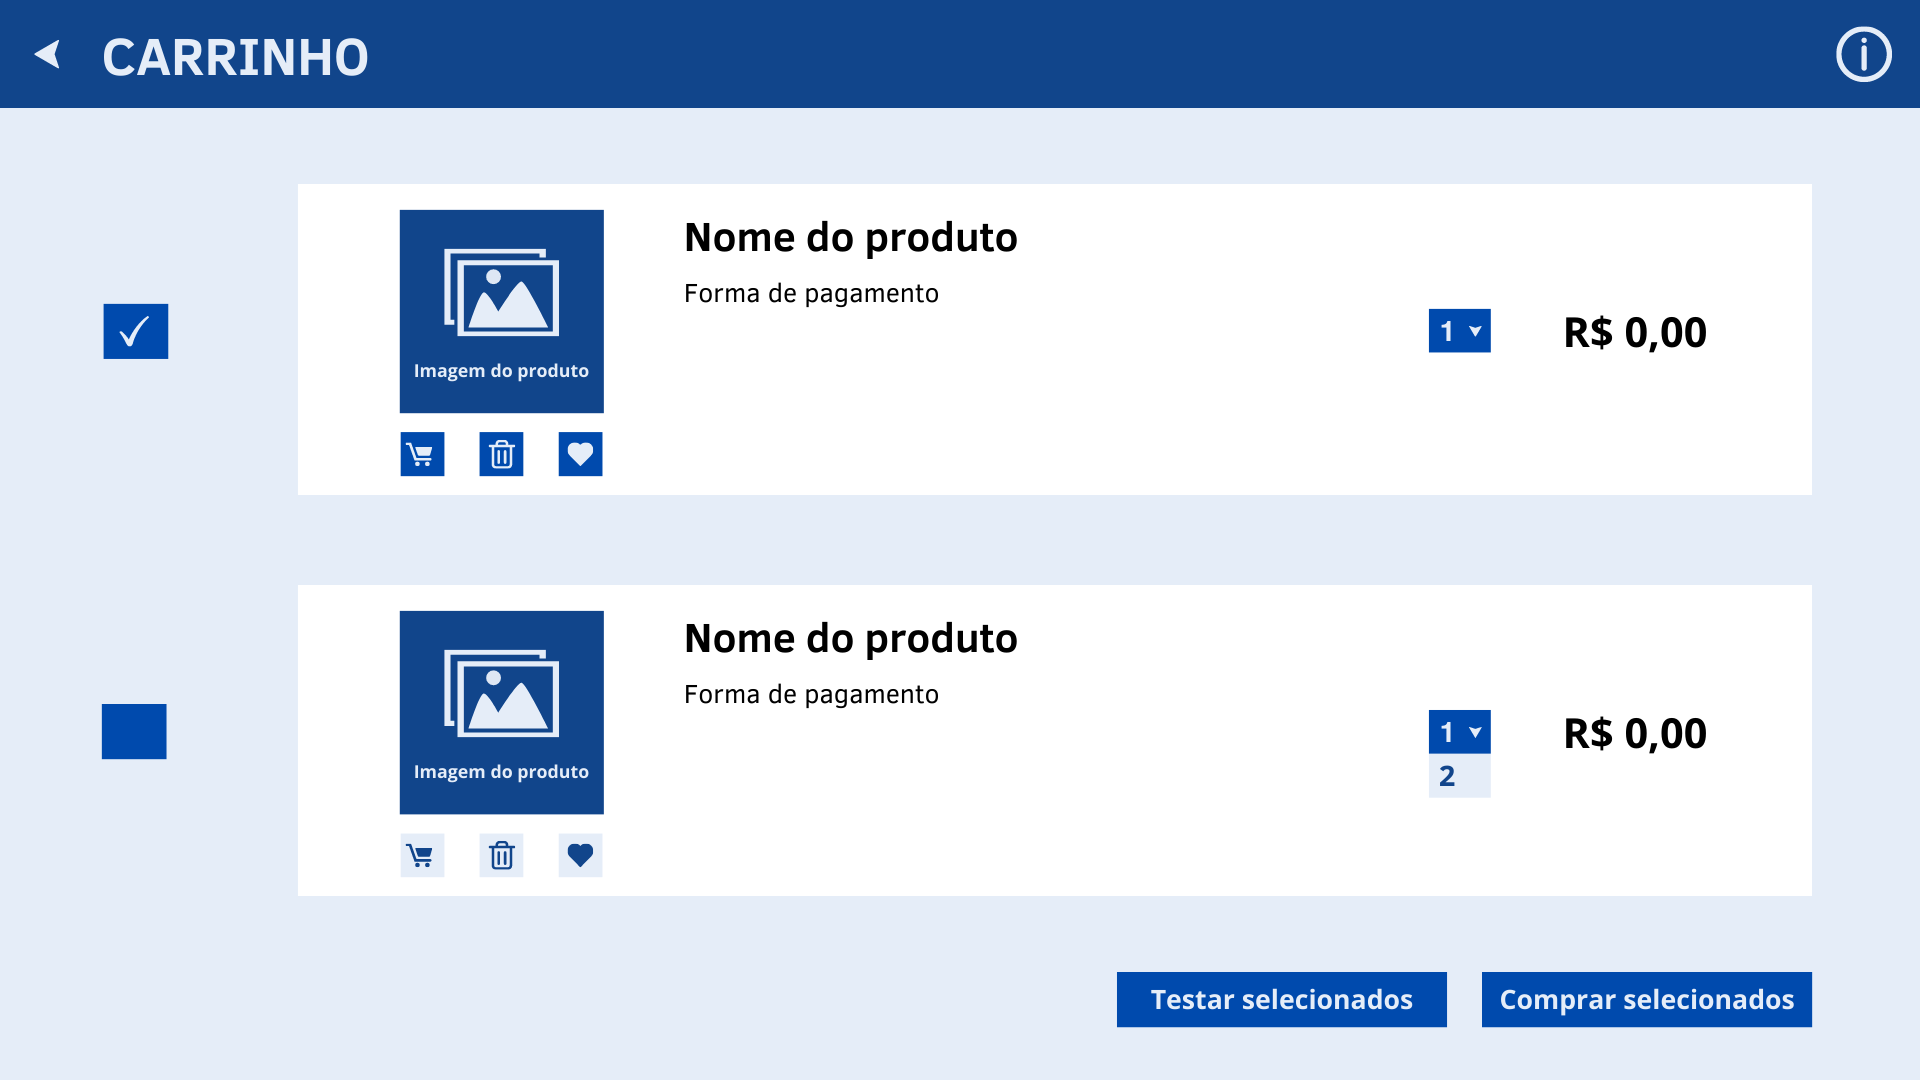 CARRINHO
Nome do produto
Forma de pagamento
1
R$ 0,00
Imagem do produto
Nome do produto
Forma de pagamento
1
R$ 0,00
2
Imagem do produto
Testar selecionados
Comprar selecionados